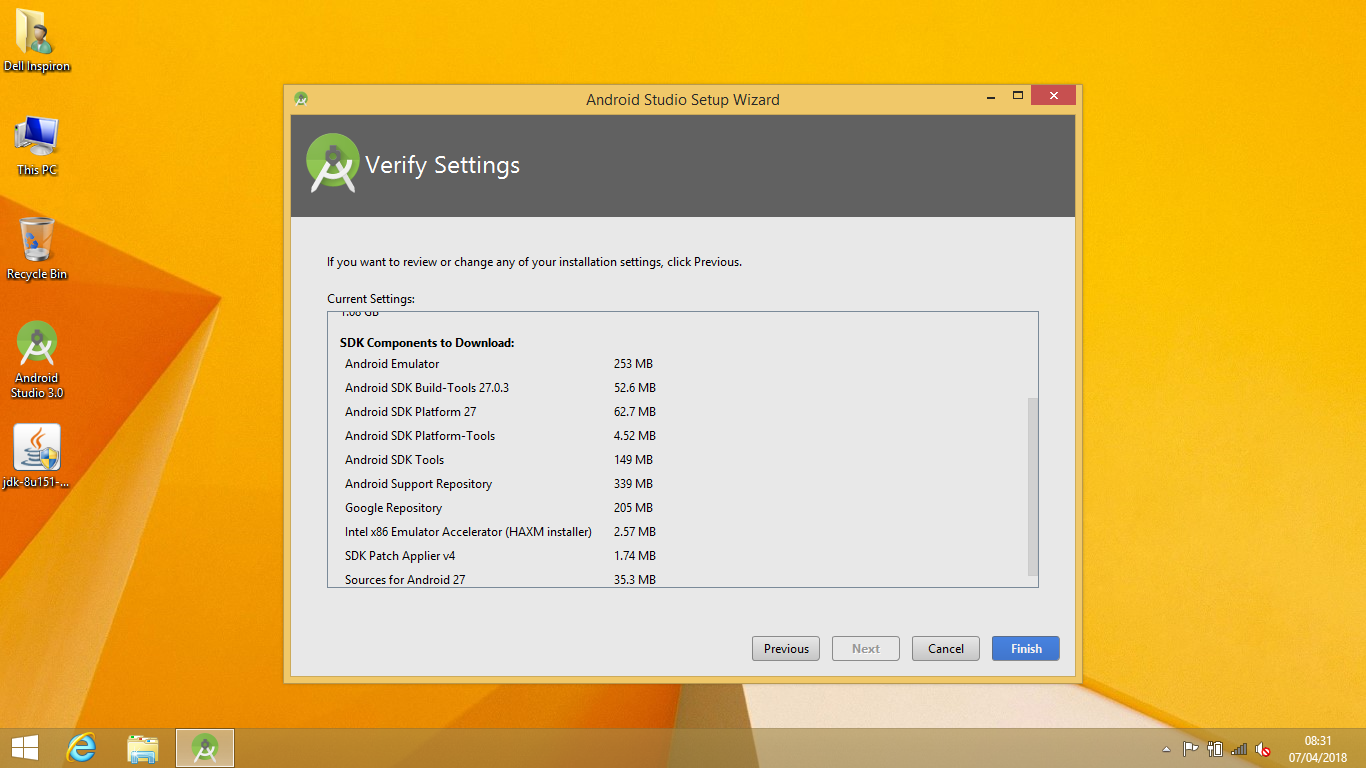 Dell Inspiron
This PC
Recycle Bin
Android
Studio 3.0
jdk-8u151-...
Android Studio Setup Wizard
Verify Settings
If you want to review or change any of your installation settings, click Previous.
Current Settings:
1.08 GB
SDK Components to Download:
Android Emulator 253 MB
Android SDK Build-Tools 27.0.3 52.6 MB
Android SDK Platform 27 62.7 MB
Android SDK Platform-Tools 4.52 MB
Android SDK Tools 149 MB
Android Support Repository 339 MB
Google Repository 205 MB
Intel x86 Emulator Accelerator (HAXM installer) 2.57 MB
SDK Patch Applier v4 1.74 MB
Sources for Android 27 35.3 MB
Previous Next Cancel Finish
08:31
07/04/2018